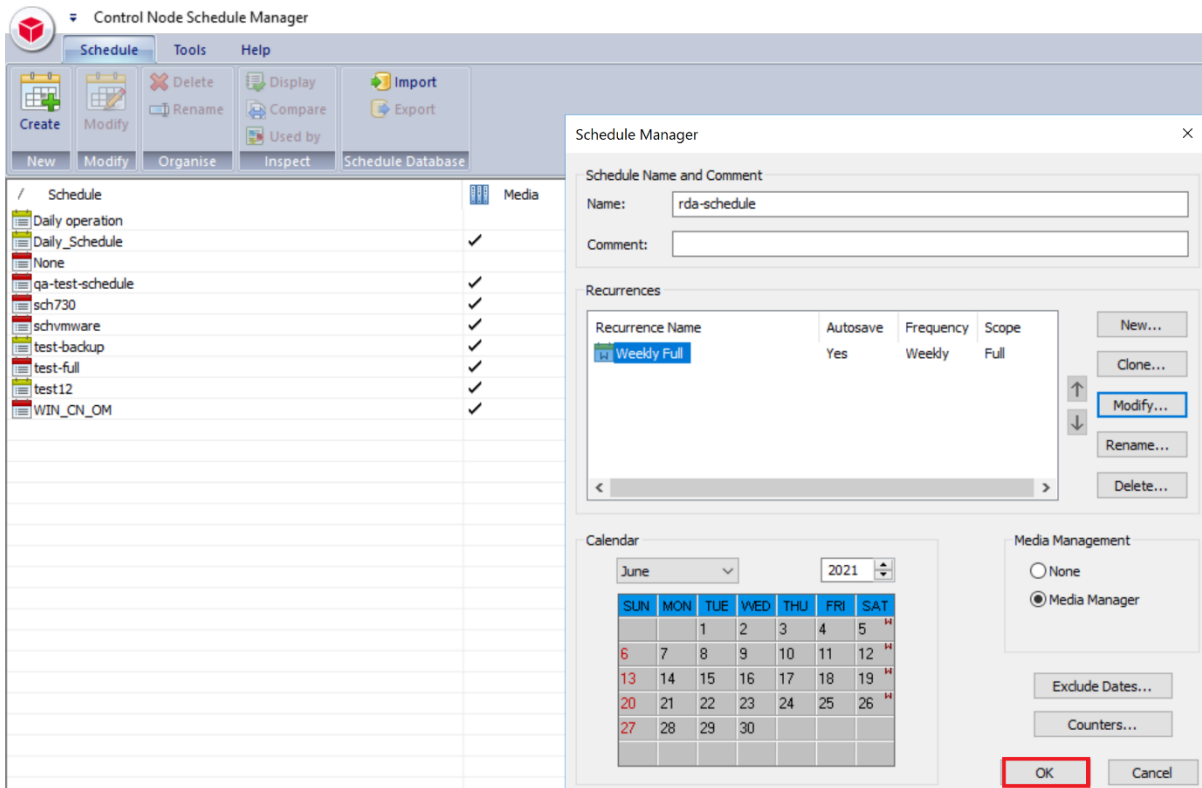 Control Node Schedule Manager
Schedule Tools Help
Create
New
Modify
Modify
Delete
Rename
Organise
Display
Compare
Used by
Inspect
Import
Export
Schedule Database
/ Schedule Media
Daily operation
Daily_Schedule
None
qa-test-schedule
sch730
schvmware
test-backup
test-full
test12
WIN_CN_OM
Schedule Manager
Schedule Name and Comment
Name: rda-schedule
Comment:
Recurrences
Recurrence Name Autosave Frequency Scope
W Weekly Full Yes Weekly Full
New...
Clone...
Modify...
Rename...
Delete...
Calendar
June 2021
SUN MON TUE WED THU FRI SAT
1 2 3 4 5 W
6 7 8 9 10 11 12 W
13 14 15 16 17 18 19 W
20 21 22 23 24 25 26 W
27 28 29 30
Media Management
None
Media Manager
Exclude Dates...
Counters...
OK Cancel